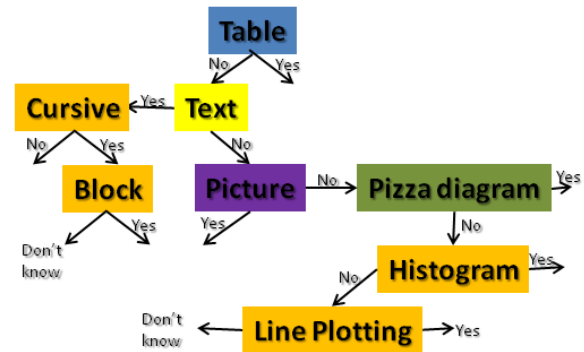 Table
No Yes
Cursive Yes Text
No Yes No
Block Picture No Pizza diagram Yes
Don't know Yes Yes No
No Histogram Yes
Don't know Line Plotting Yes